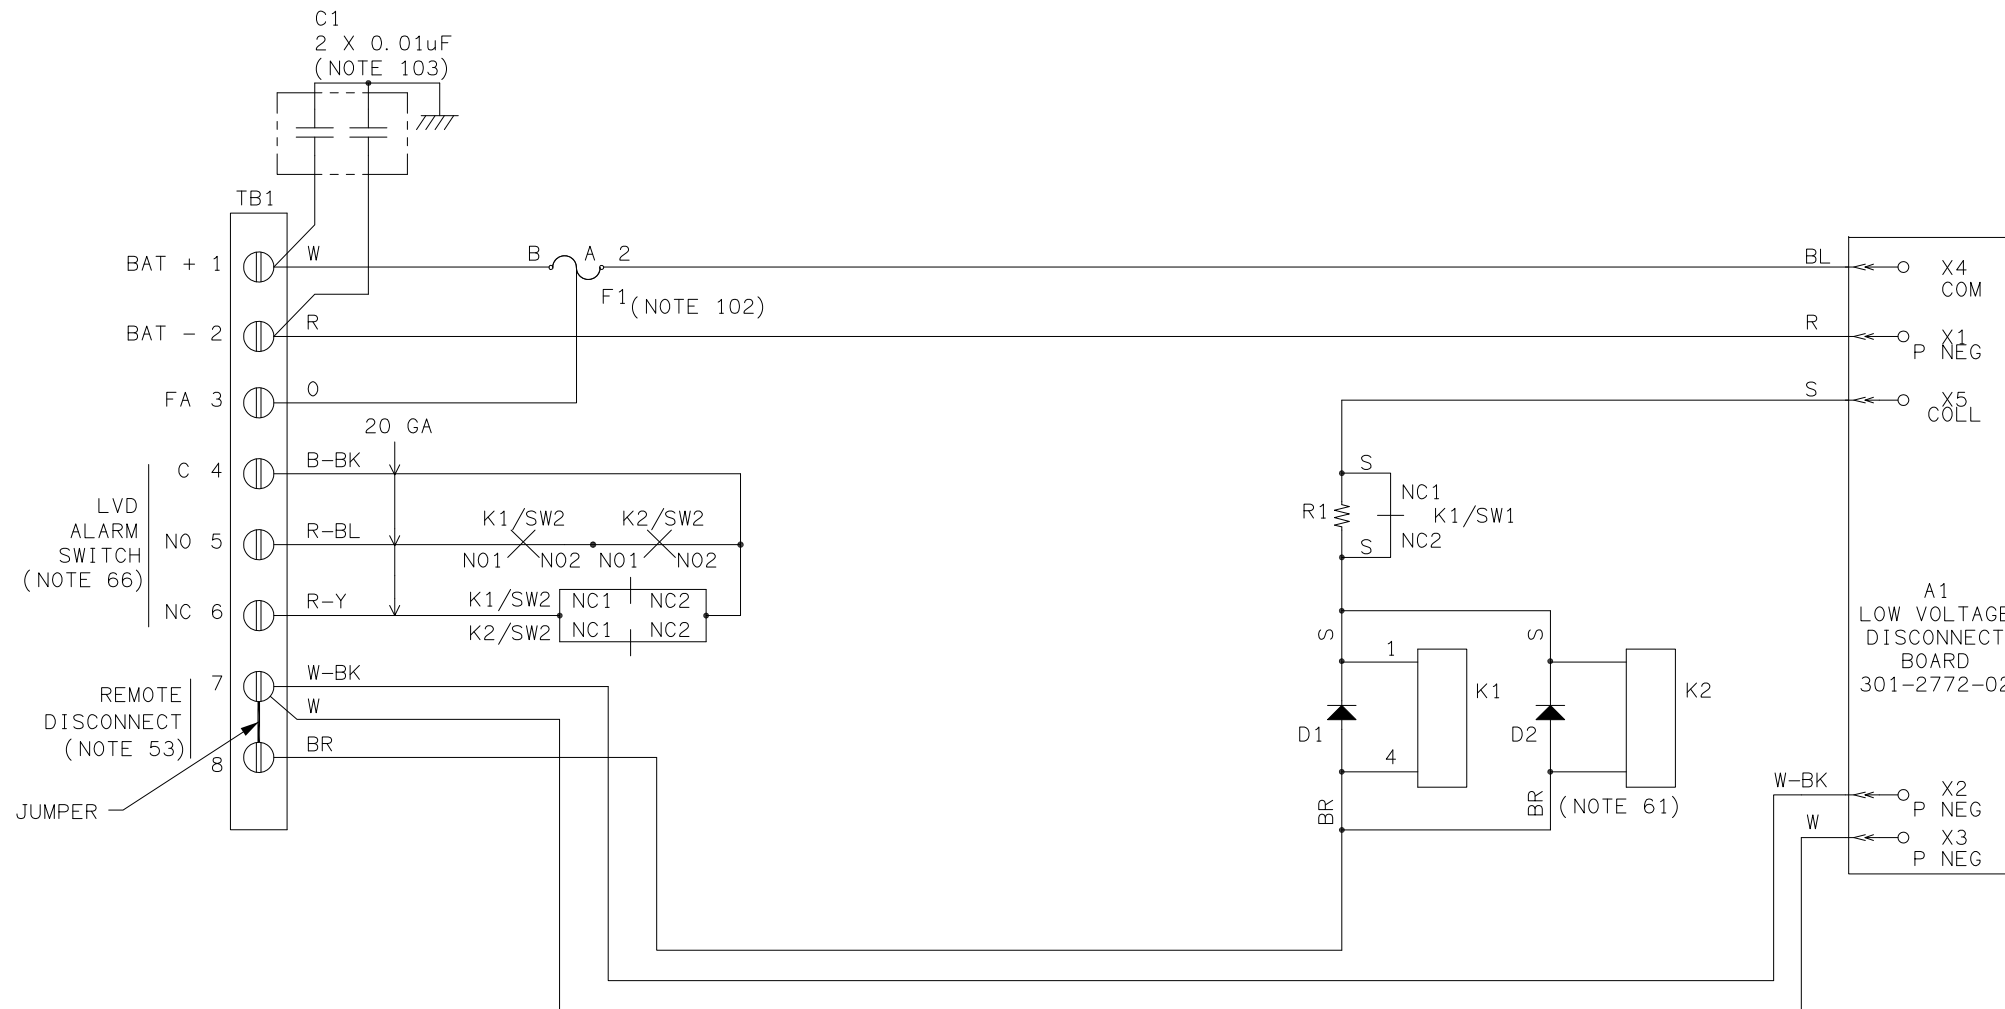 C1
2 X 0.01uF
(NOTE 103)
TB1
BAT + 1
W
B
A
2
F1
(NOTE 102)
BL
X4
COM
BAT - 2
R
R
X1
P NEG
FA 3
O
S
X5
COLL
20 GA
C 4
B-BK
LVD
ALARM
SWITCH
(NOTE 66)
NO 5
R-BL
K1/SW2
K2/SW2
NO1
NO2
NO1
NO2
NC 6
R-Y
K1/SW2
NC1
NC2
K2/SW2
NC1
NC2
S
R1
NC1
K1/SW1
NC2
S
S
S
1
K1
K2
D1
D2
4
BR
BR
(NOTE 61)
A1
LOW VOLTAGE
DISCONNECT
BOARD
301-2772-02
7
W-BK
W
REMOTE
DISCONNECT
(NOTE 53)
8
BR
JUMPER
W-BK
X2
P NEG
W
X3
P NEG